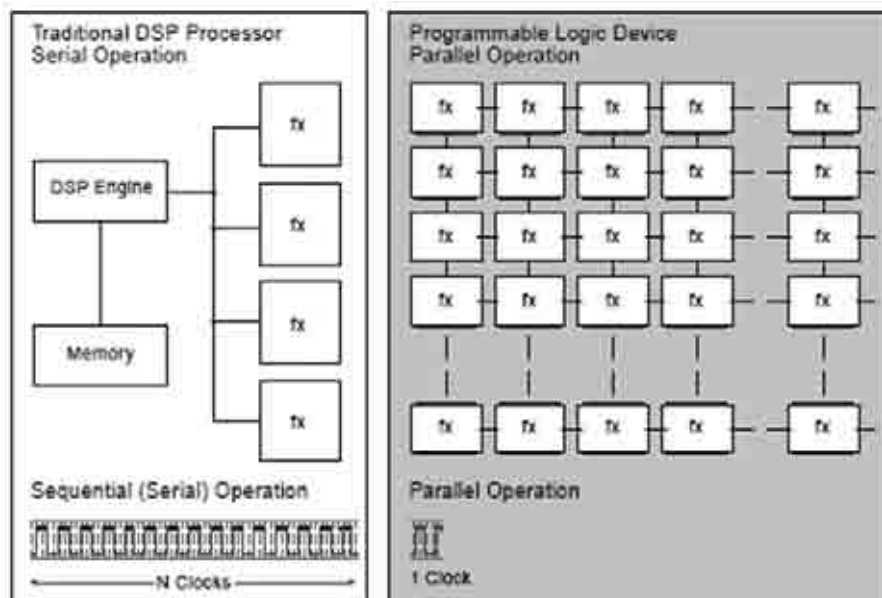 Traditional DSP Processor
Serial Operation
fx
DSP Engine
fx
fx
Memory
fx
Sequential (Serial) Operation
N Clocks
Programmable Logic Device
Parallel Operation
fx fx fx fx fx
fx fx fx fx fx
fx fx fx fx fx
fx fx fx fx fx
fx fx fx fx fx
Parallel Operation
1 Clock